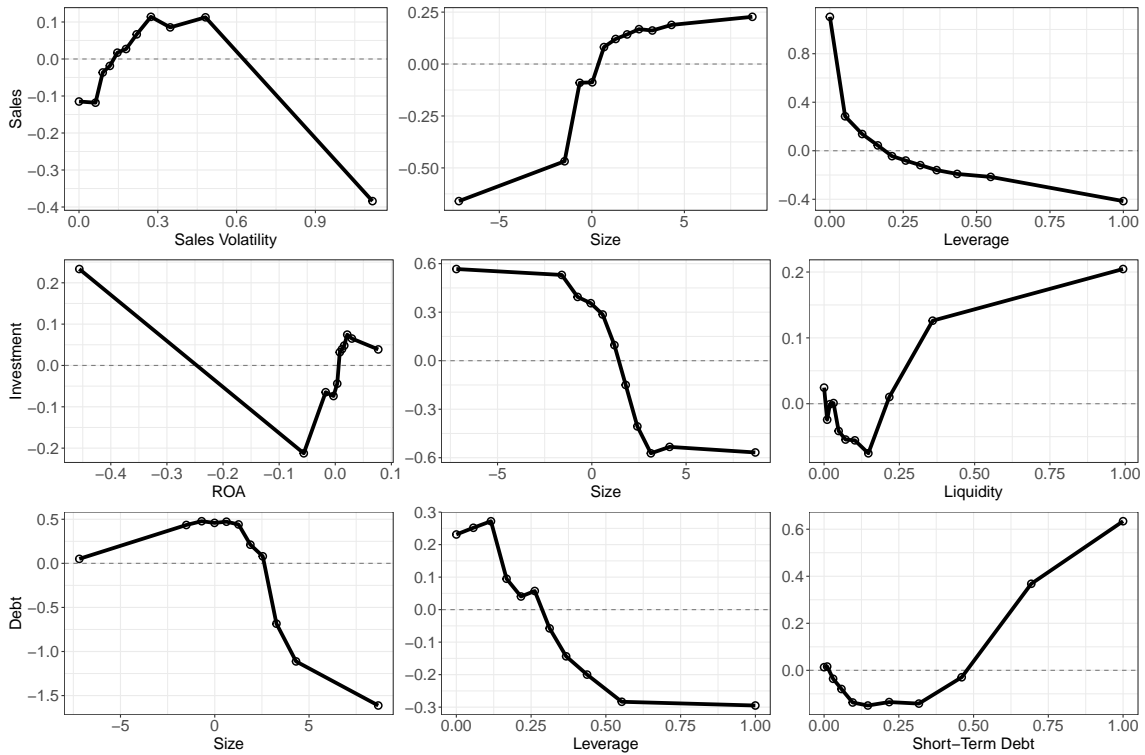 0.1
0.0
−0.1
−0.2
−0.3
−0.4
Sales
0.0 0.3 0.6 0.9
Sales Volatility
0.25
0.00
−0.25
−0.50
−5 0 5
Size
0.8
0.4
0.0
−0.4
0.00 0.25 0.50 0.75 1.00
Leverage
0.2
0.1
0.0
−0.1
−0.2
Investment
−0.4 −0.3 −0.2 −0.1 0.0 0.1
ROA
0.6
0.3
0.0
−0.3
−0.6
−5 0 5
Size
0.2
0.1
0.0
0.00 0.25 0.50 0.75 1.00
Liquidity
0.5
0.0
−0.5
−1.0
−1.5
Debt
−5 0 5
Size
0.3
0.2
0.1
0.0
−0.1
−0.2
−0.3
0.00 0.25 0.50 0.75 1.00
Leverage
0.6
0.4
0.2
0.0
0.00 0.25 0.50 0.75 1.00
Short−Term Debt